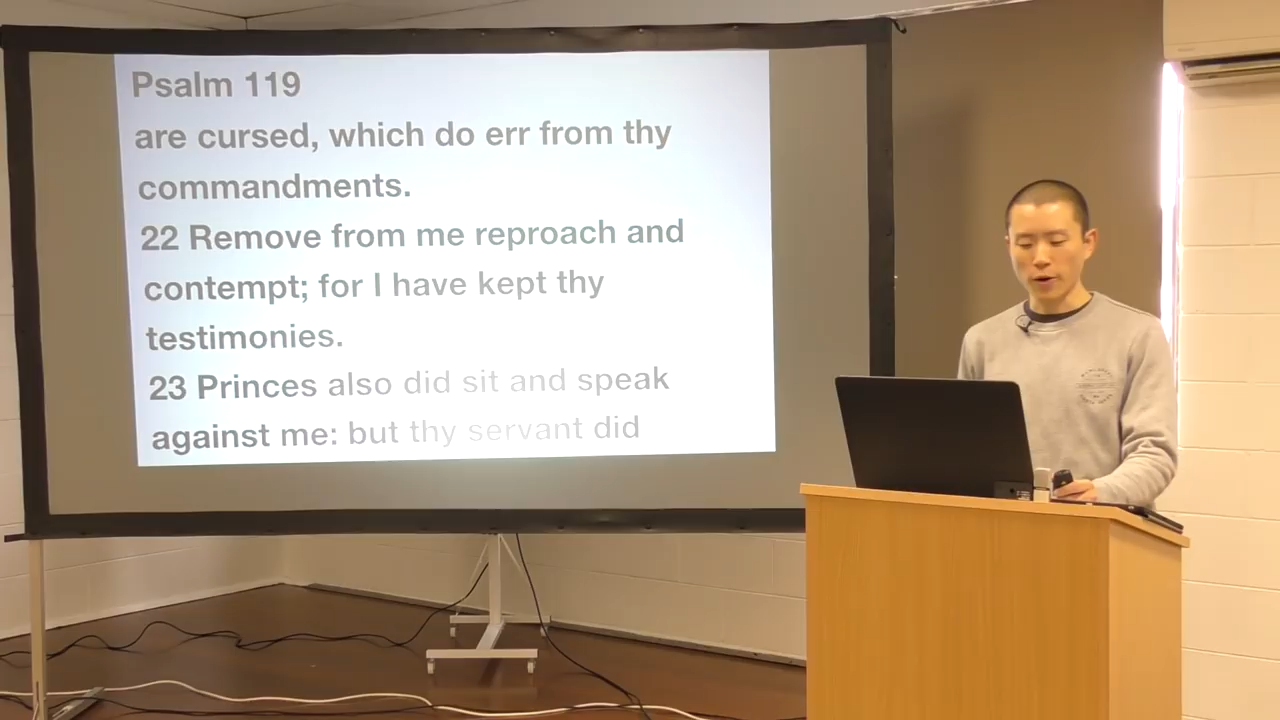 Psalm 119
are cursed, which do err from thy
commandments.
22 Remove from me reproach and
contempt; for I have kept thy
testimonies.
23 Princes also did sit and speak
against me: but thy servant did